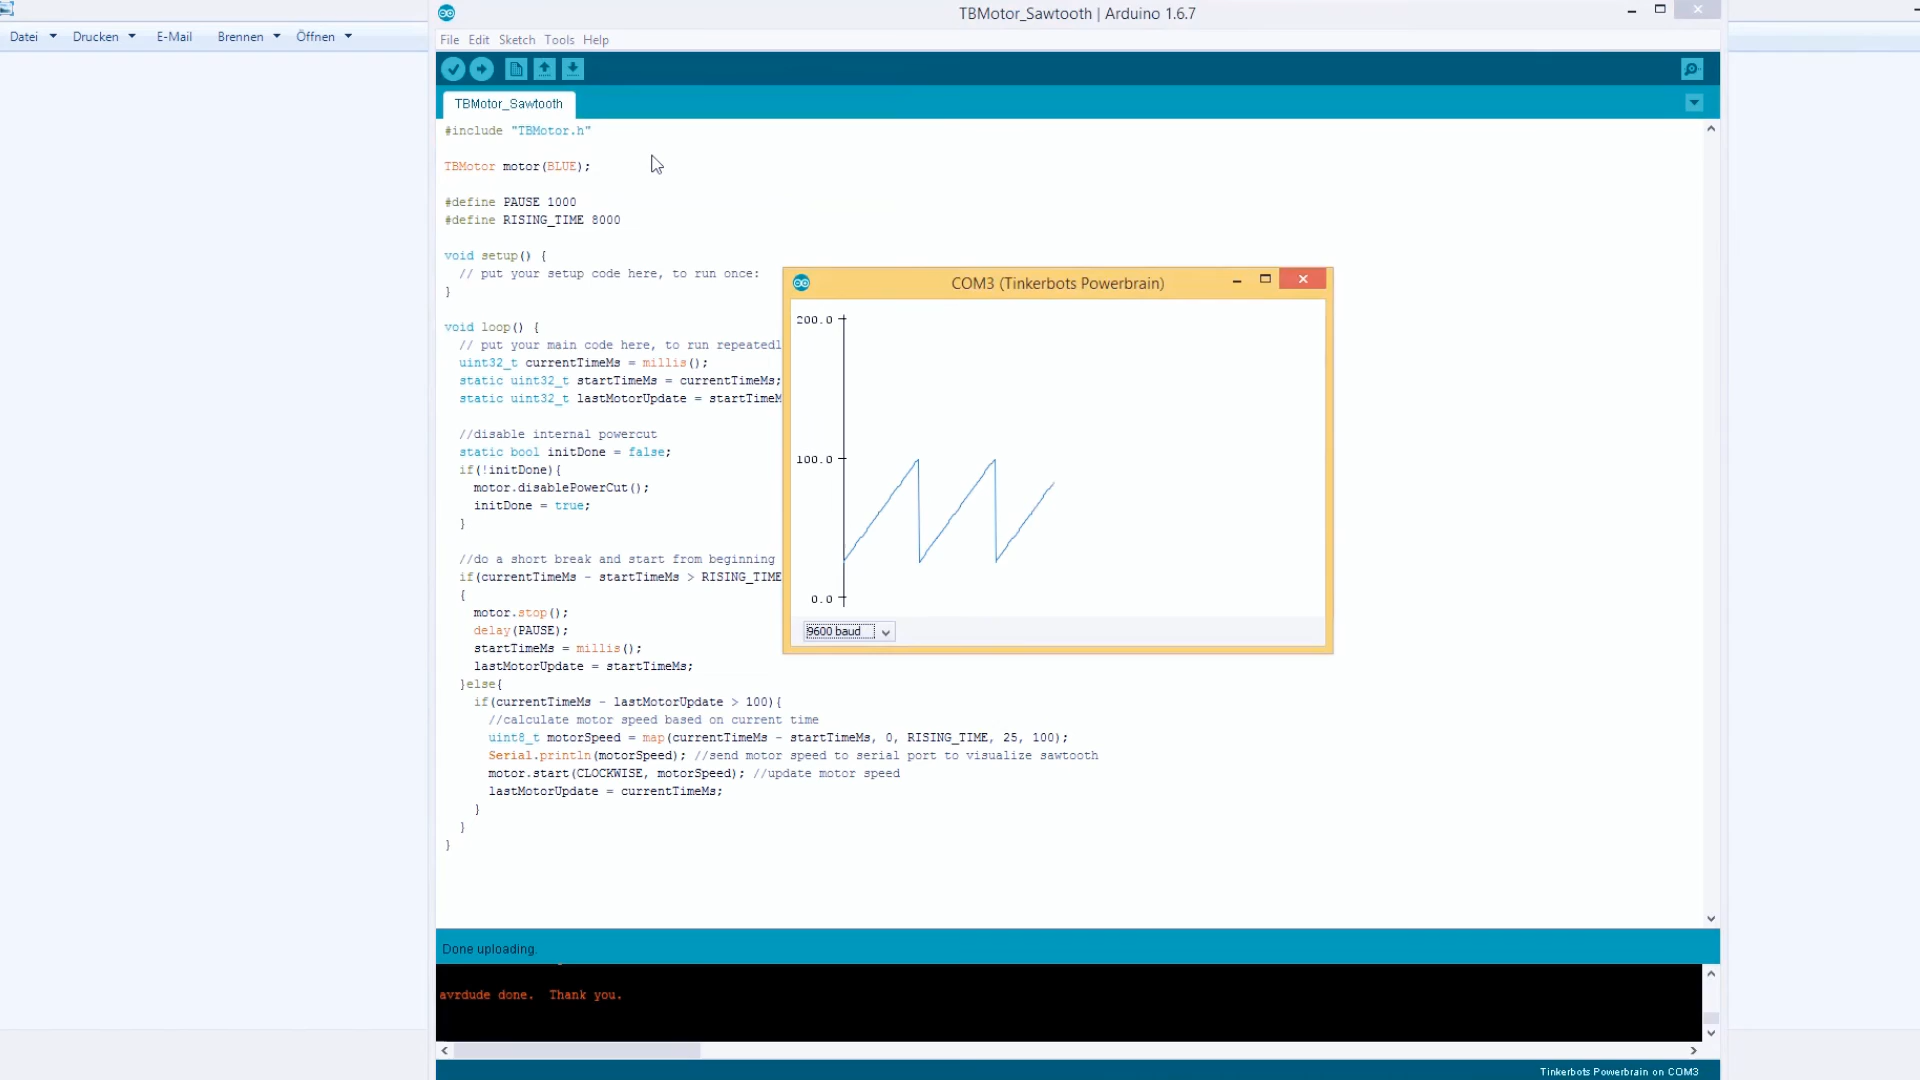 Datei Drucken E-Mail Brennen Öffnen
TBMotor_Sawtooth | Arduino 1.6.7
File Edit Sketch Tools Help
TBMotor_Sawtooth
#include "TBMotor.h"
TBMotor motor(BLUE);
#define PAUSE 1000
#define RISING_TIME 8000
void setup() {
// put your setup code here, to run once:
}
void loop() {
// put your main code here, to run repeatedl
uint32_t currentTimeMs = millis();
static uint32_t startTimeMs = currentTimeMs;
static uint32_t lastMotorUpdate = startTimeM
//disable internal powercut
static bool initDone = false;
if(!initDone){
motor.disablePowerCut();
initDone = true;
}
//do a short break and start from beginning
if(currentTimeMs - startTimeMs > RISING_TIME
{
motor.stop();
delay(PAUSE);
startTimeMs = millis();
lastMotorUpdate = startTimeMs;
}else{
if(currentTimeMs - lastMotorUpdate > 100){
//calculate motor speed based on current time
uint8_t motorSpeed = map(currentTimeMs - startTimeMs, 0, RISING_TIME, 25, 100);
Serial.println(motorSpeed); //send motor speed to serial port to visualize sawtooth
motor.start(CLOCKWISE, motorSpeed); //update motor speed
lastMotorUpdate = currentTimeMs;
}
}
}
COM3 (Tinkerbots Powerbrain)
200.0
100.0
0.0
9600 baud
Done uploading.
avrdude done.  Thank you.
Tinkerbots Powerbrain on COM3